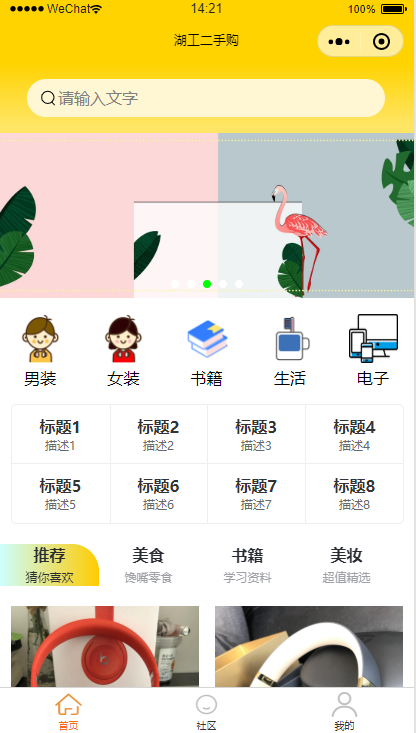 WeChat 14:21 100%
湖工二手购
请输入文字
男装 女装 书籍 生活 电子
标题1 标题2 标题3 标题4
描述1 描述2 描述3 描述4
标题5 标题6 标题7 标题8
描述5 描述6 描述7 描述8
推荐 美食 书籍 美妆
猜你喜欢 馋嘴零食 学习资料 超值精选
首页 社区 我的